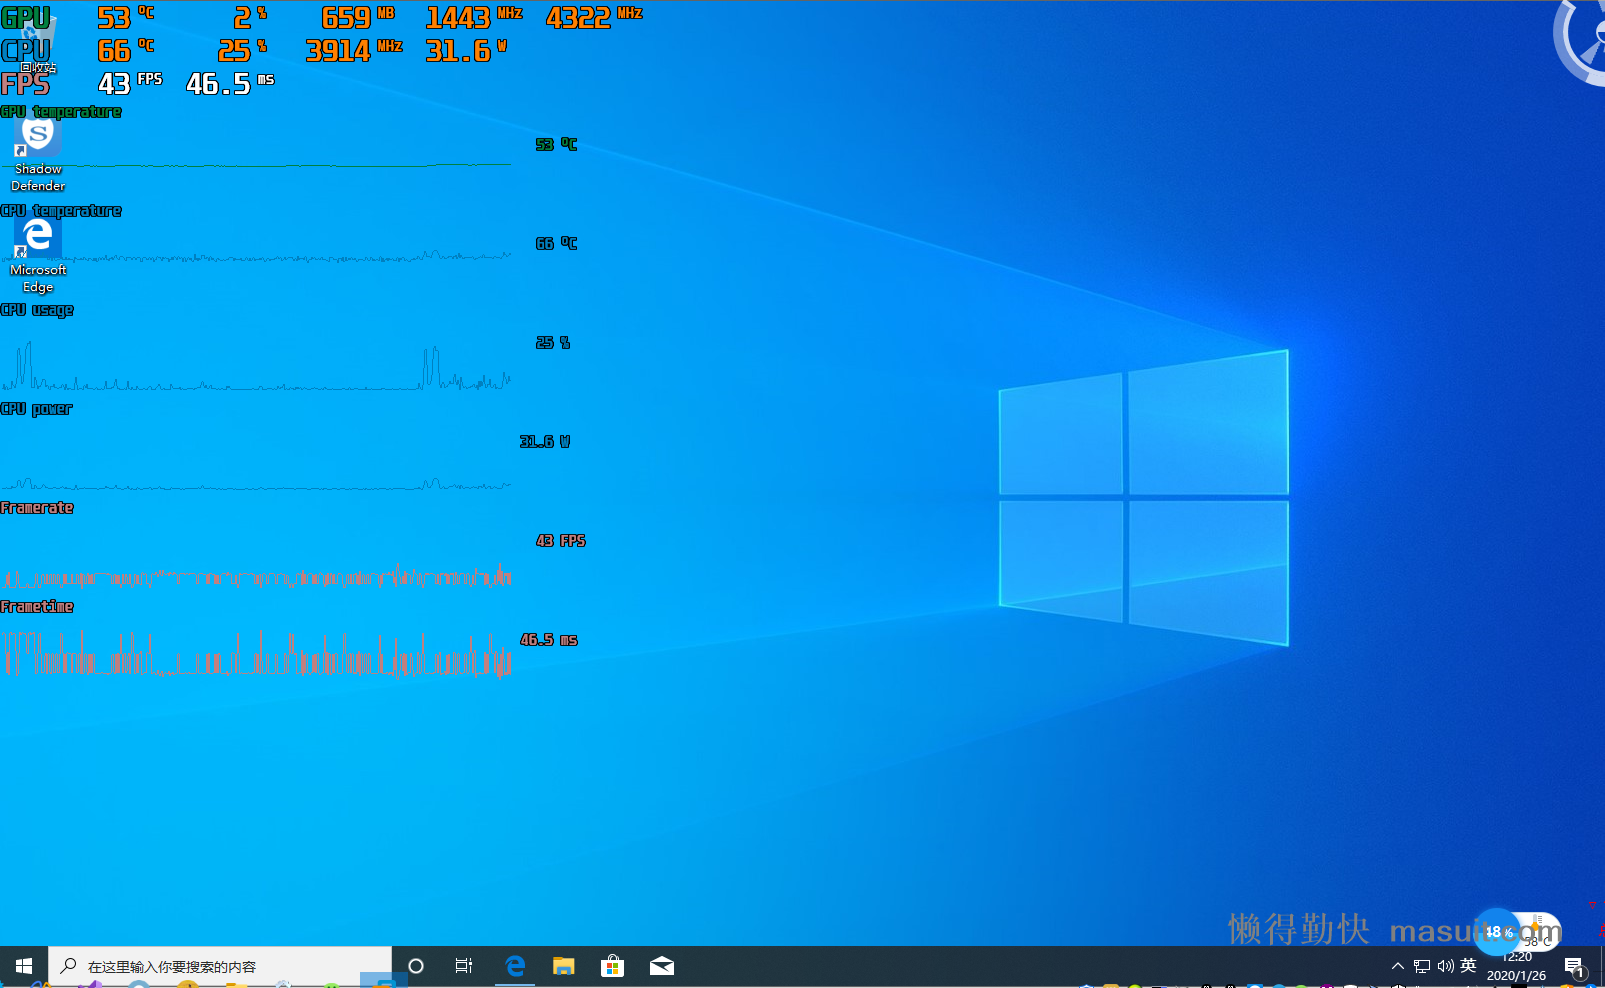 GPU 53 °C 2 % 659 MB 1443 MHz 4322 MHz
CPU 66 °C 25 % 3914 MHz 31.6 W
回收站
FPS 43 FPS 46.5 ms
GPU temperature
53 °C
Shadow
Defender
CPU temperature
66 °C
Microsoft
Edge
CPU usage
25 %
CPU power
31.6 W
Framerate
43 FPS
Frametime
46.5 ms
懒得勤快 masuit.com
48 %
58°C
在这里输入你要搜索的内容
英
12:20
2020/1/26
1